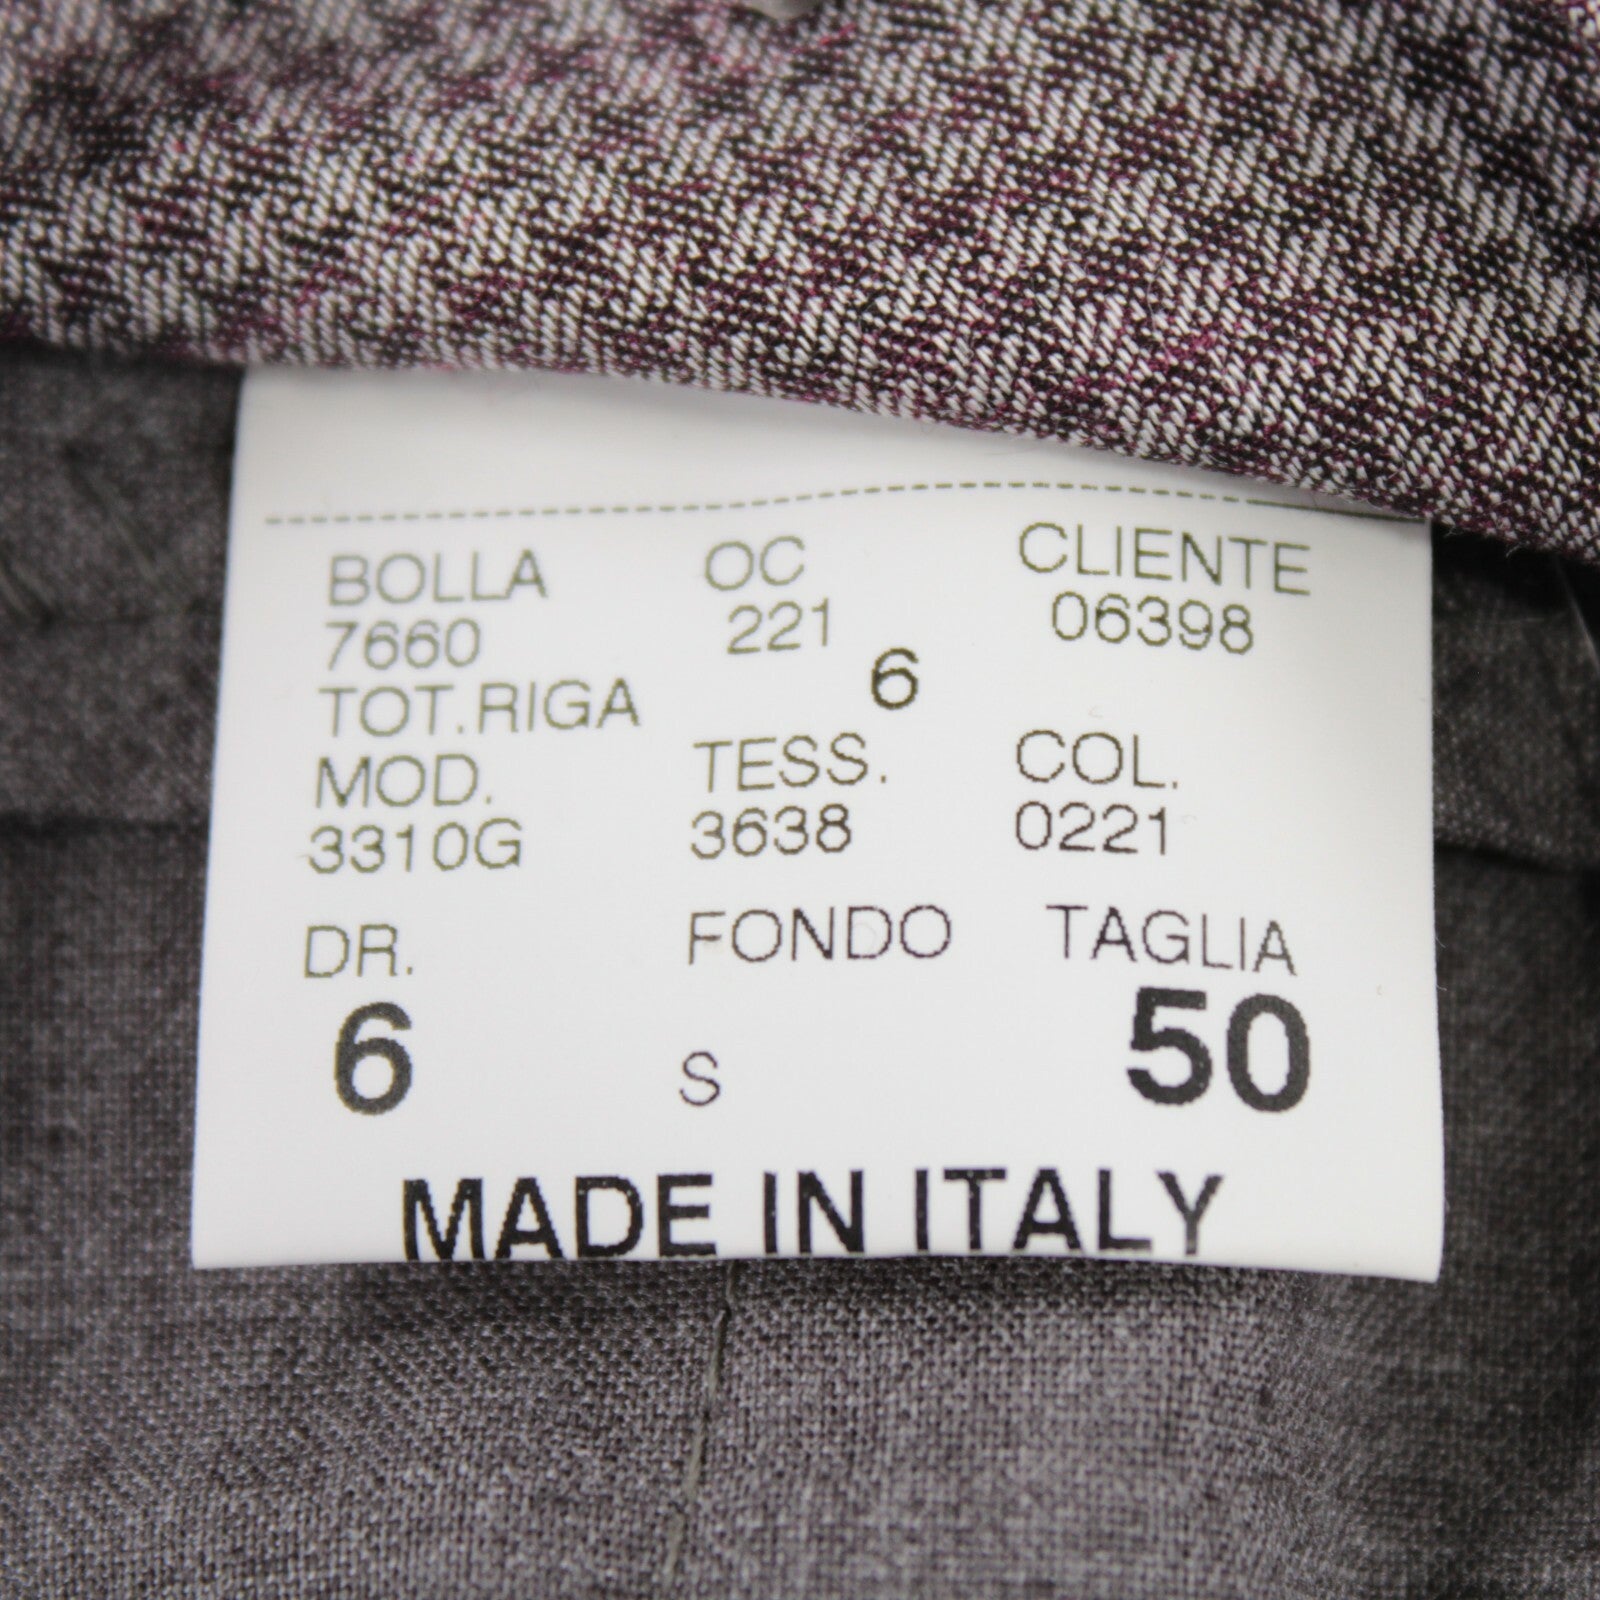 BOLLA OC CLIENTE
7660 221 06398
6
TOT.RIGA
MOD. TESS. COL.
3310G 3638 0221
DR. FONDO TAGLIA
6 S 50
MADE IN ITALY